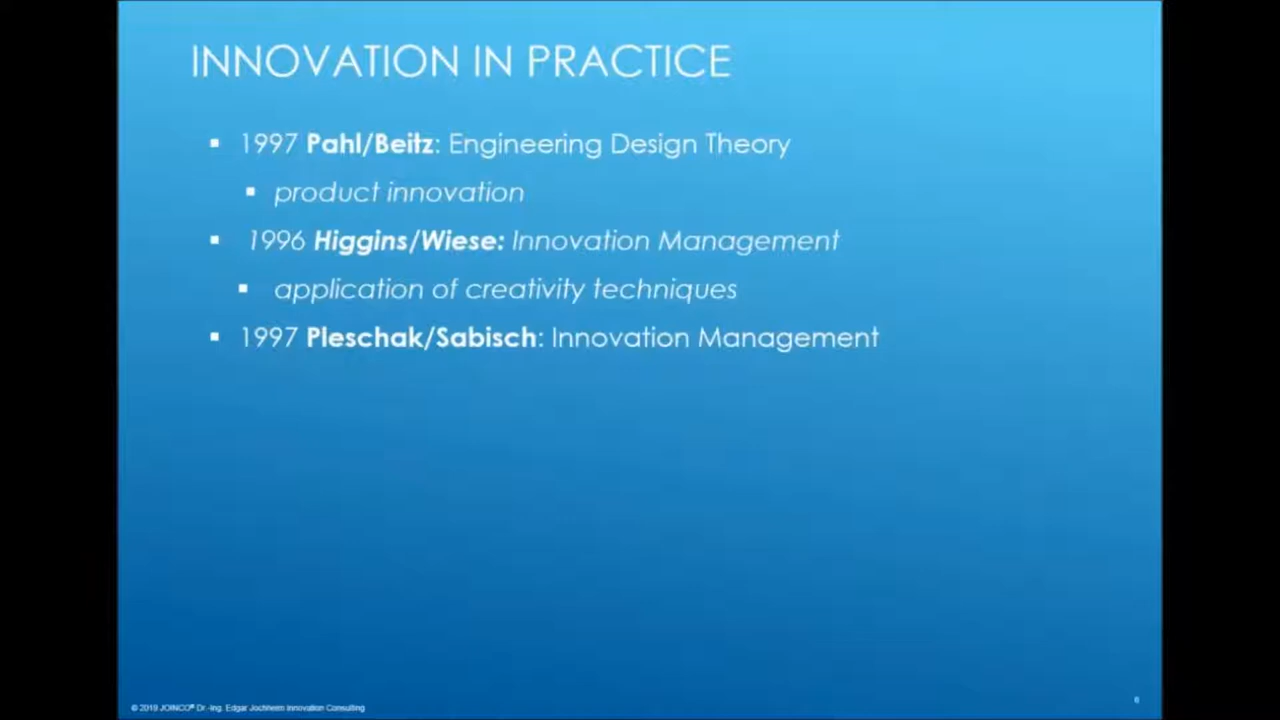 INNOVATION IN PRACTICE
▪ 1997 Pahl/Beitz: Engineering Design Theory
▪ product innovation
▪ 1996 Higgins/Wiese: Innovation Management
▪ application of creativity techniques
▪ 1997 Pleschak/Sabisch: Innovation Management
© 2019 JOINCO® Dr.-Ing. Edgar Jochheim Innovation Consulting
6